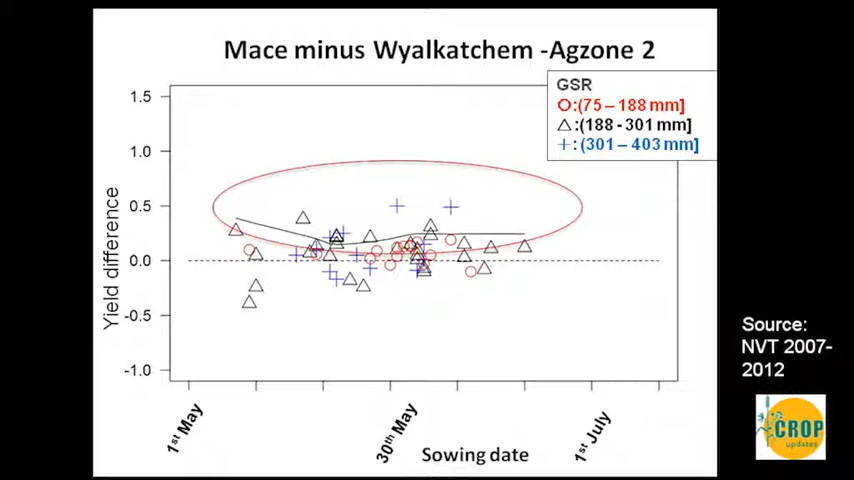 Mace minus Wyalkatchem -Agzone 2
GSR
O:(75 – 188 mm]
△:(188 - 301 mm]
+: (301 – 403 mm]
1.5
1.0
0.5
0.0
-0.5
-1.0
Yield difference
1st May
30th May
1st July
Sowing date
Source:
NVT 2007-
2012
CROP
updates